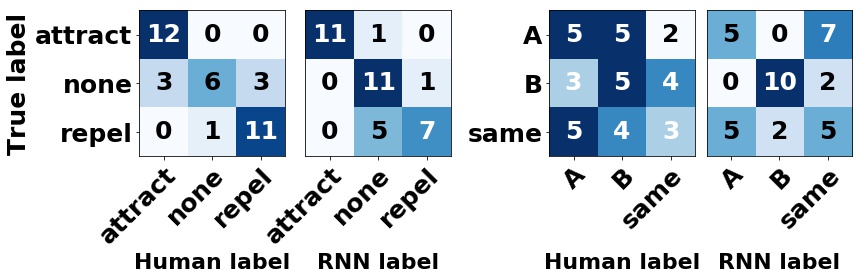 True label
attract 12 0 0 11 1 0
none 3 6 3 0 11 1
repel 0 1 11 0 5 7
attract none repel attract none repel
Human label RNN label
A 5 5 2 5 0 7
B 3 5 4 0 10 2
same 5 4 3 5 2 5
A B same A B same
Human label RNN label